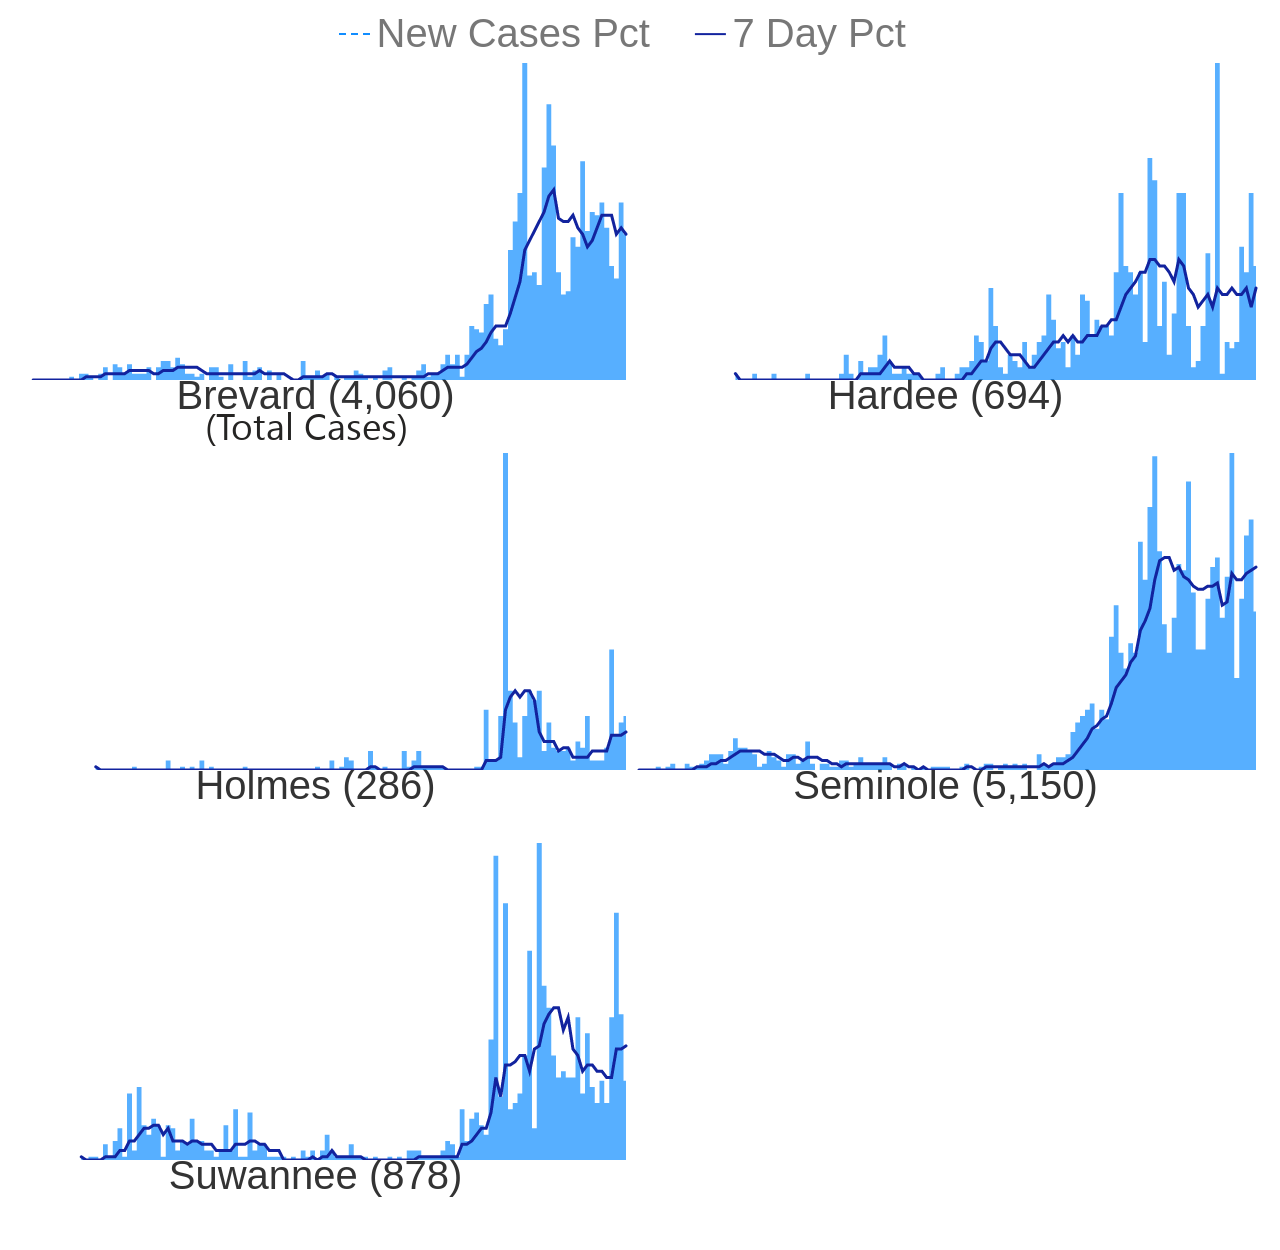 New Cases Pct 7 Day Pct
Brevard (4,060)
(Total Cases)
Hardee (694)
Holmes (286)
Seminole (5,150)
Suwannee (878)